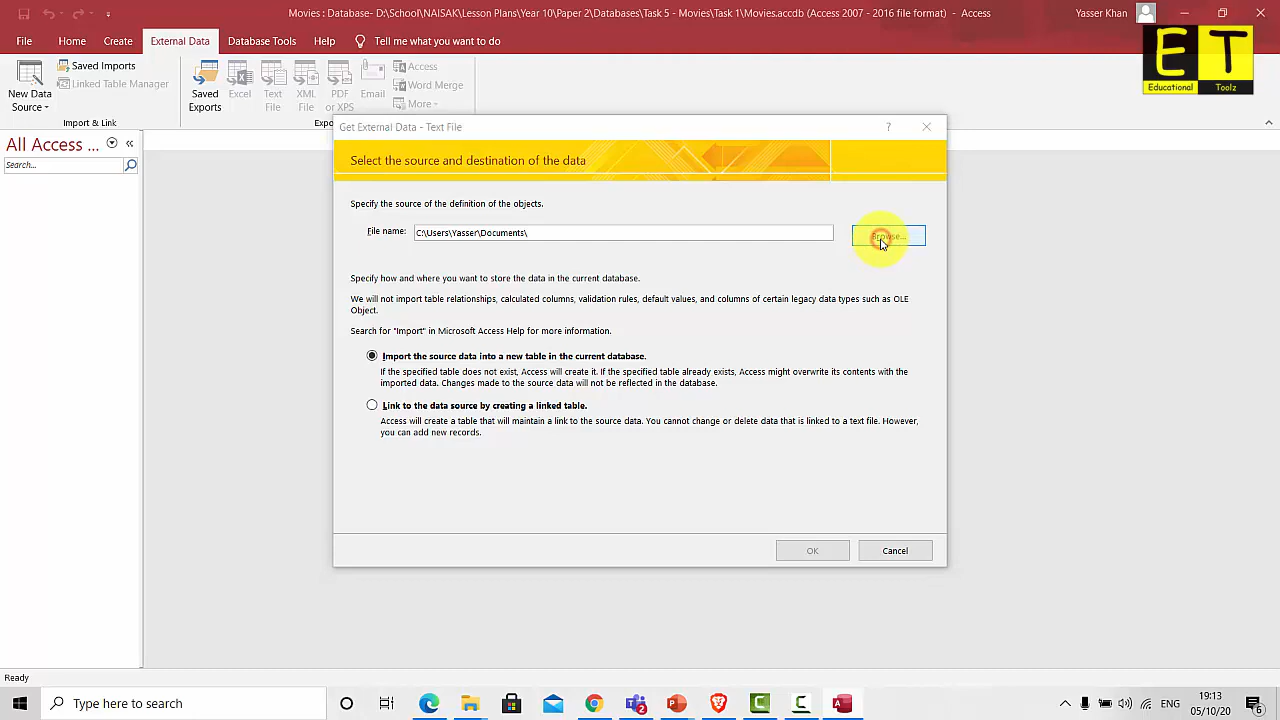 Movies : Database- D:\School\NAISAK\Lesson Plans\Year 10\Paper 2\Databases\Task 5 - Movies\Task 1\Movies.accdb (Access 2007 - 2016 file format) - Access
Yasser Khan
File Home Create External Data Database Tools Help Tell me what you want to do
ET
Educational Toolz
New Data Source
Saved Imports
Linked Table Manager
Import & Link
Saved Exports
Excel
Text File
XML File
PDF or XPS
Email
Access
Word Merge
More
Expor
All Access ...
Search...
Get External Data - Text File
Select the source and destination of the data
Specify the source of the definition of the objects.
File name: C:\Users\Yasser\Documents\ Browse...
Specify how and where you want to store the data in the current database.
We will not import table relationships, calculated columns, validation rules, default values, and columns of certain legacy data types such as OLE
Object.
Search for "Import" in Microsoft Access Help for more information.
Import the source data into a new table in the current database.
If the specified table does not exist, Access will create it. If the specified table already exists, Access might overwrite its contents with the
imported data. Changes made to the source data will not be reflected in the database.
Link to the data source by creating a linked table.
Access will create a table that will maintain a link to the source data. You cannot change or delete data that is linked to a text file. However,
you can add new records.
OK Cancel
Ready
Type here to search
2
19:13
05/10/20
6